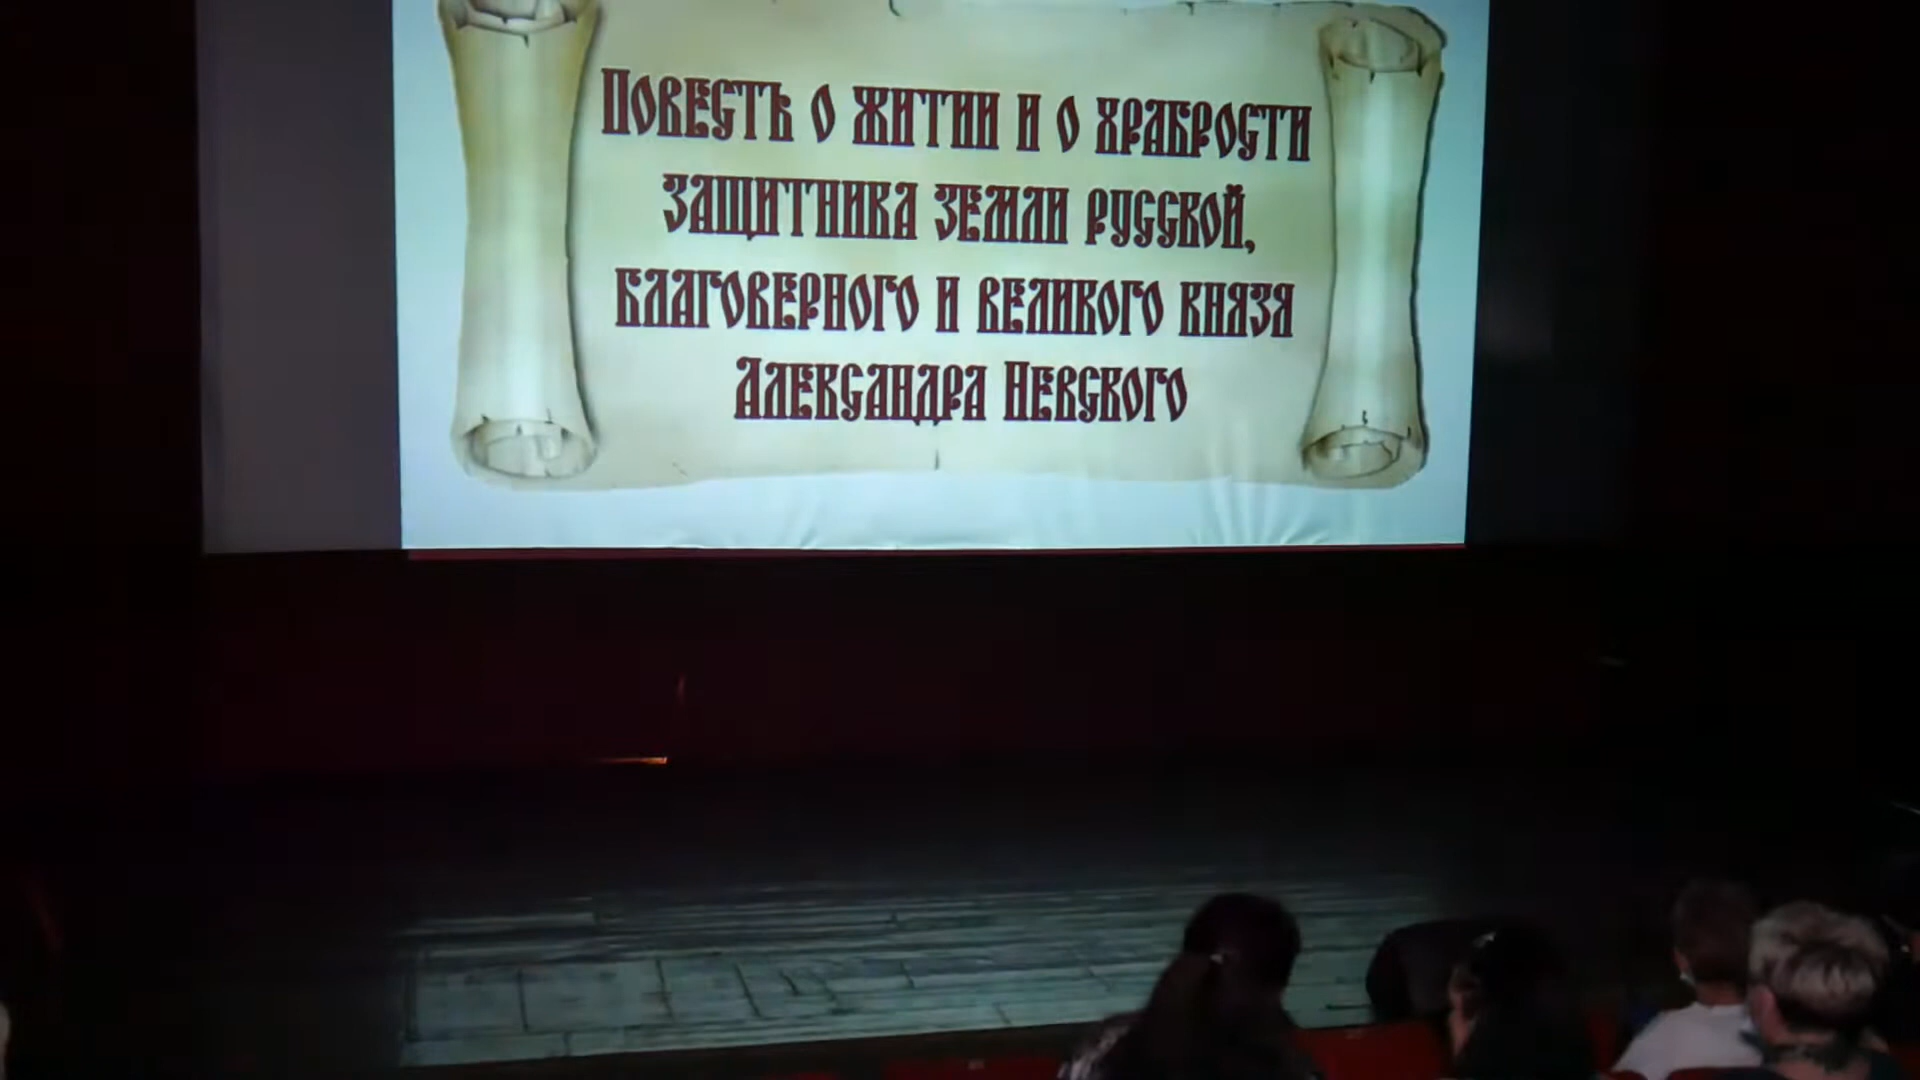 Повесть о житии и о храбрости
защитника земли русской,
благоверного и великого князя
Александра Невского